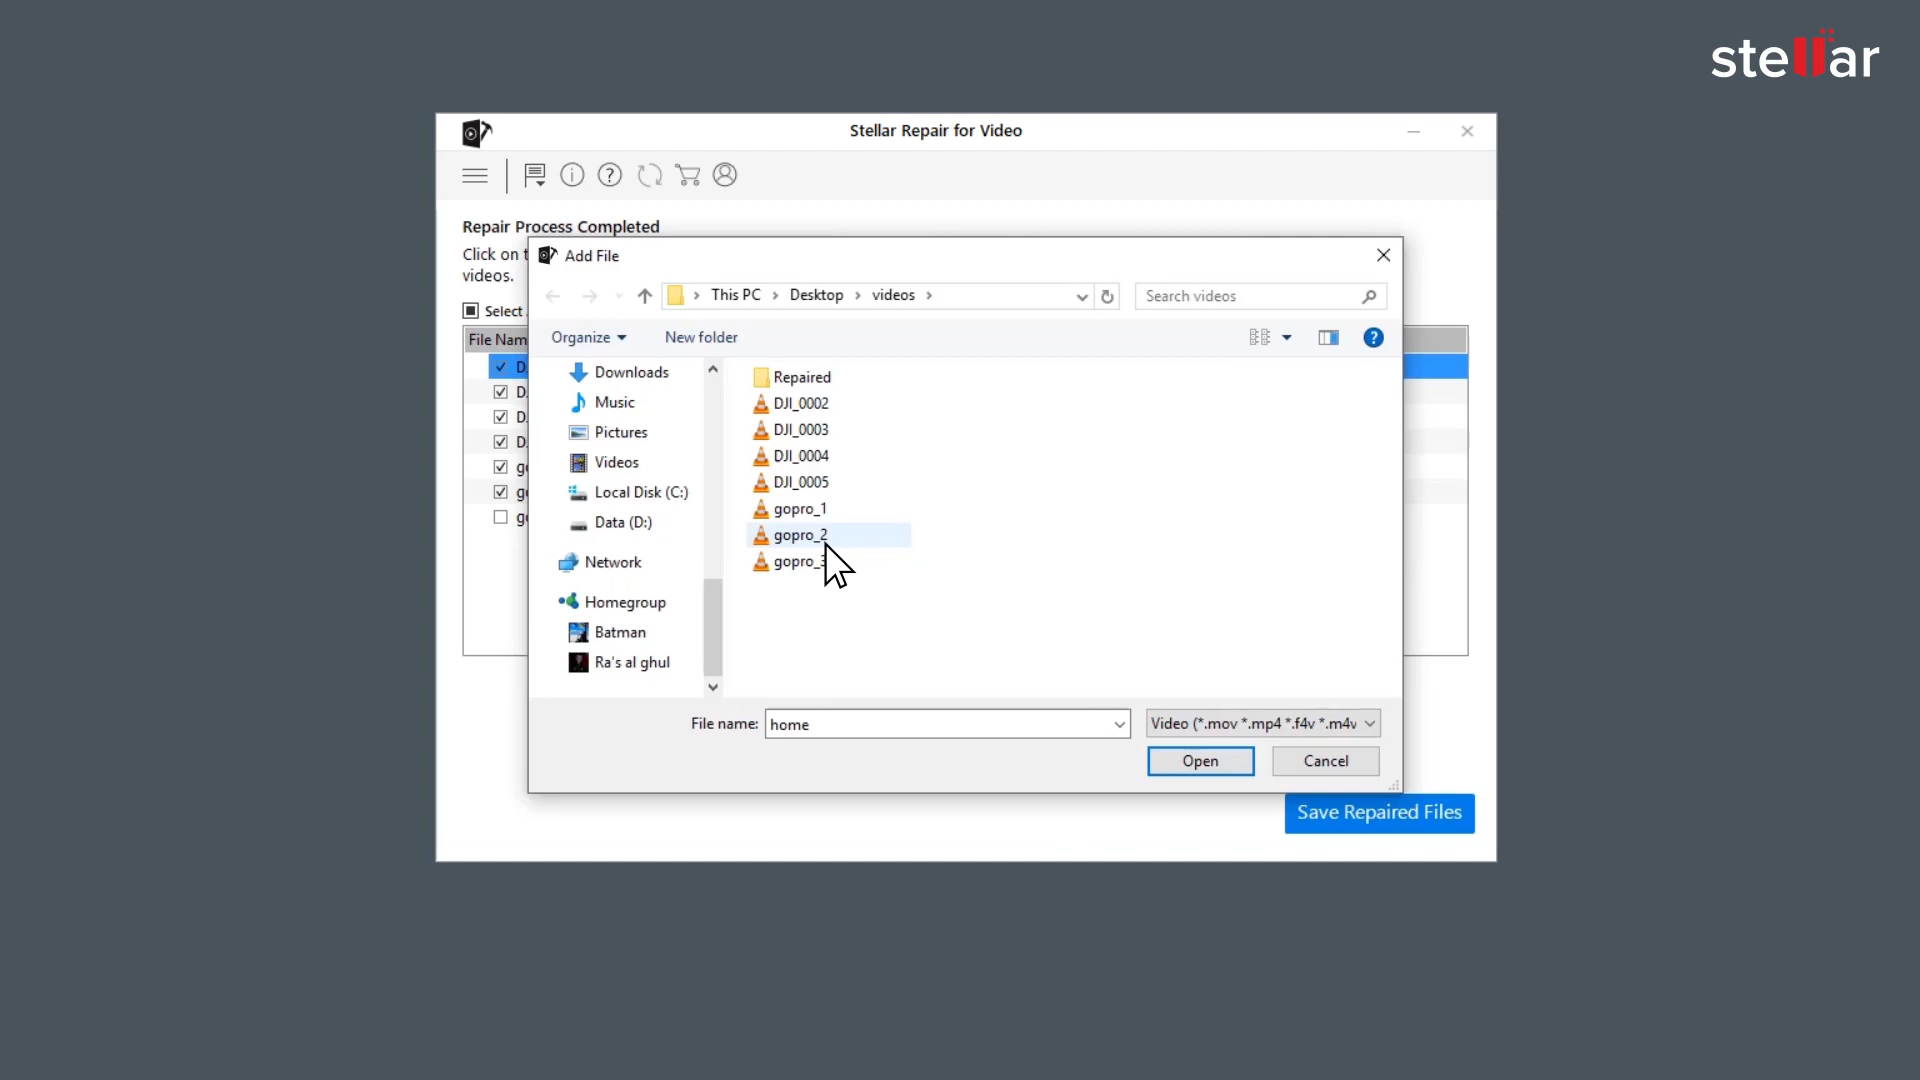 stellar
Stellar Repair for Video
Repair Process Completed
Click on
videos.
Select
File Nam
Add File
This PC > Desktop > videos >
Search videos
Organize
New folder
Downloads
Music
Pictures
Videos
Local Disk (C:)
Data (D:)
Network
Homegroup
Batman
Ra's al ghul
Repaired
DJI_0002
DJI_0003
DJI_0004
DJI_0005
gopro_1
gopro_2
gopro_3
File name: home
Video (*.mov *.mp4 *.f4v *.m4v
Open
Cancel
Save Repaired Files